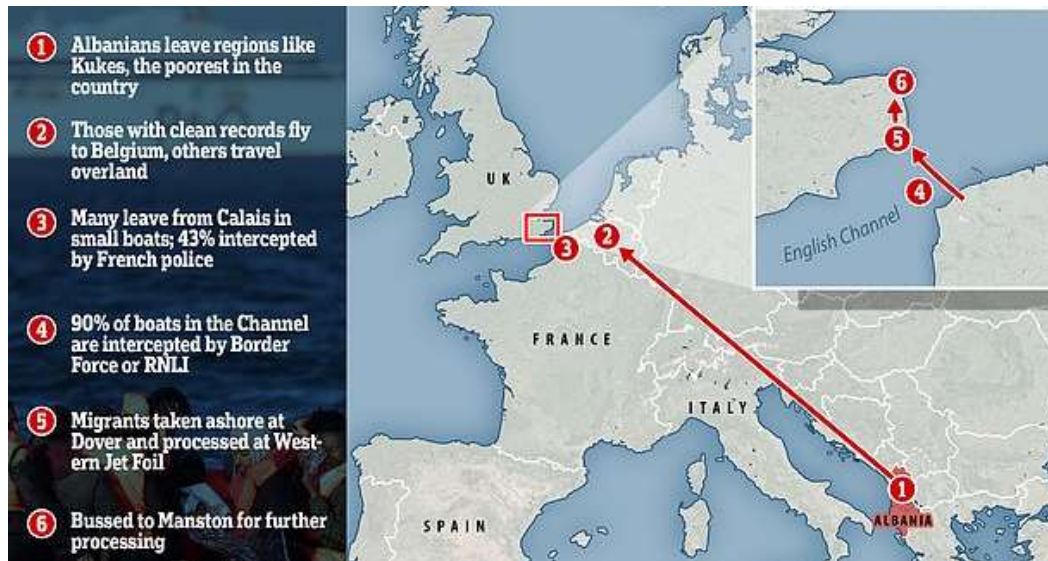 1 Albanians leave regions like
Kukes, the poorest in the
country
2 Those with clean records fly
to Belgium, others travel
overland
3 Many leave from Calais in
small boats; 43% intercepted
by French police
4 90% of boats in the Channel
are intercepted by Border
Force or RNLI
5 Migrants taken ashore at
Dover and processed at West-
ern Jet Foil
6 Bussed to Manston for further
processing
UK
3
2
FRANCE
ITALY
SPAIN
1
ALBANIA
6
5
4
English Channel